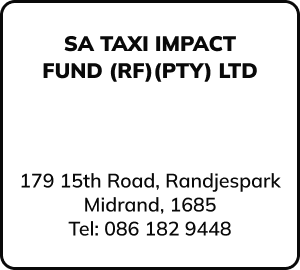 SA TAXI IMPACT
FUND (RF)(PTY) LTD
179 15th Road, Randjespark
Midrand, 1685
Tel: 086 182 9448